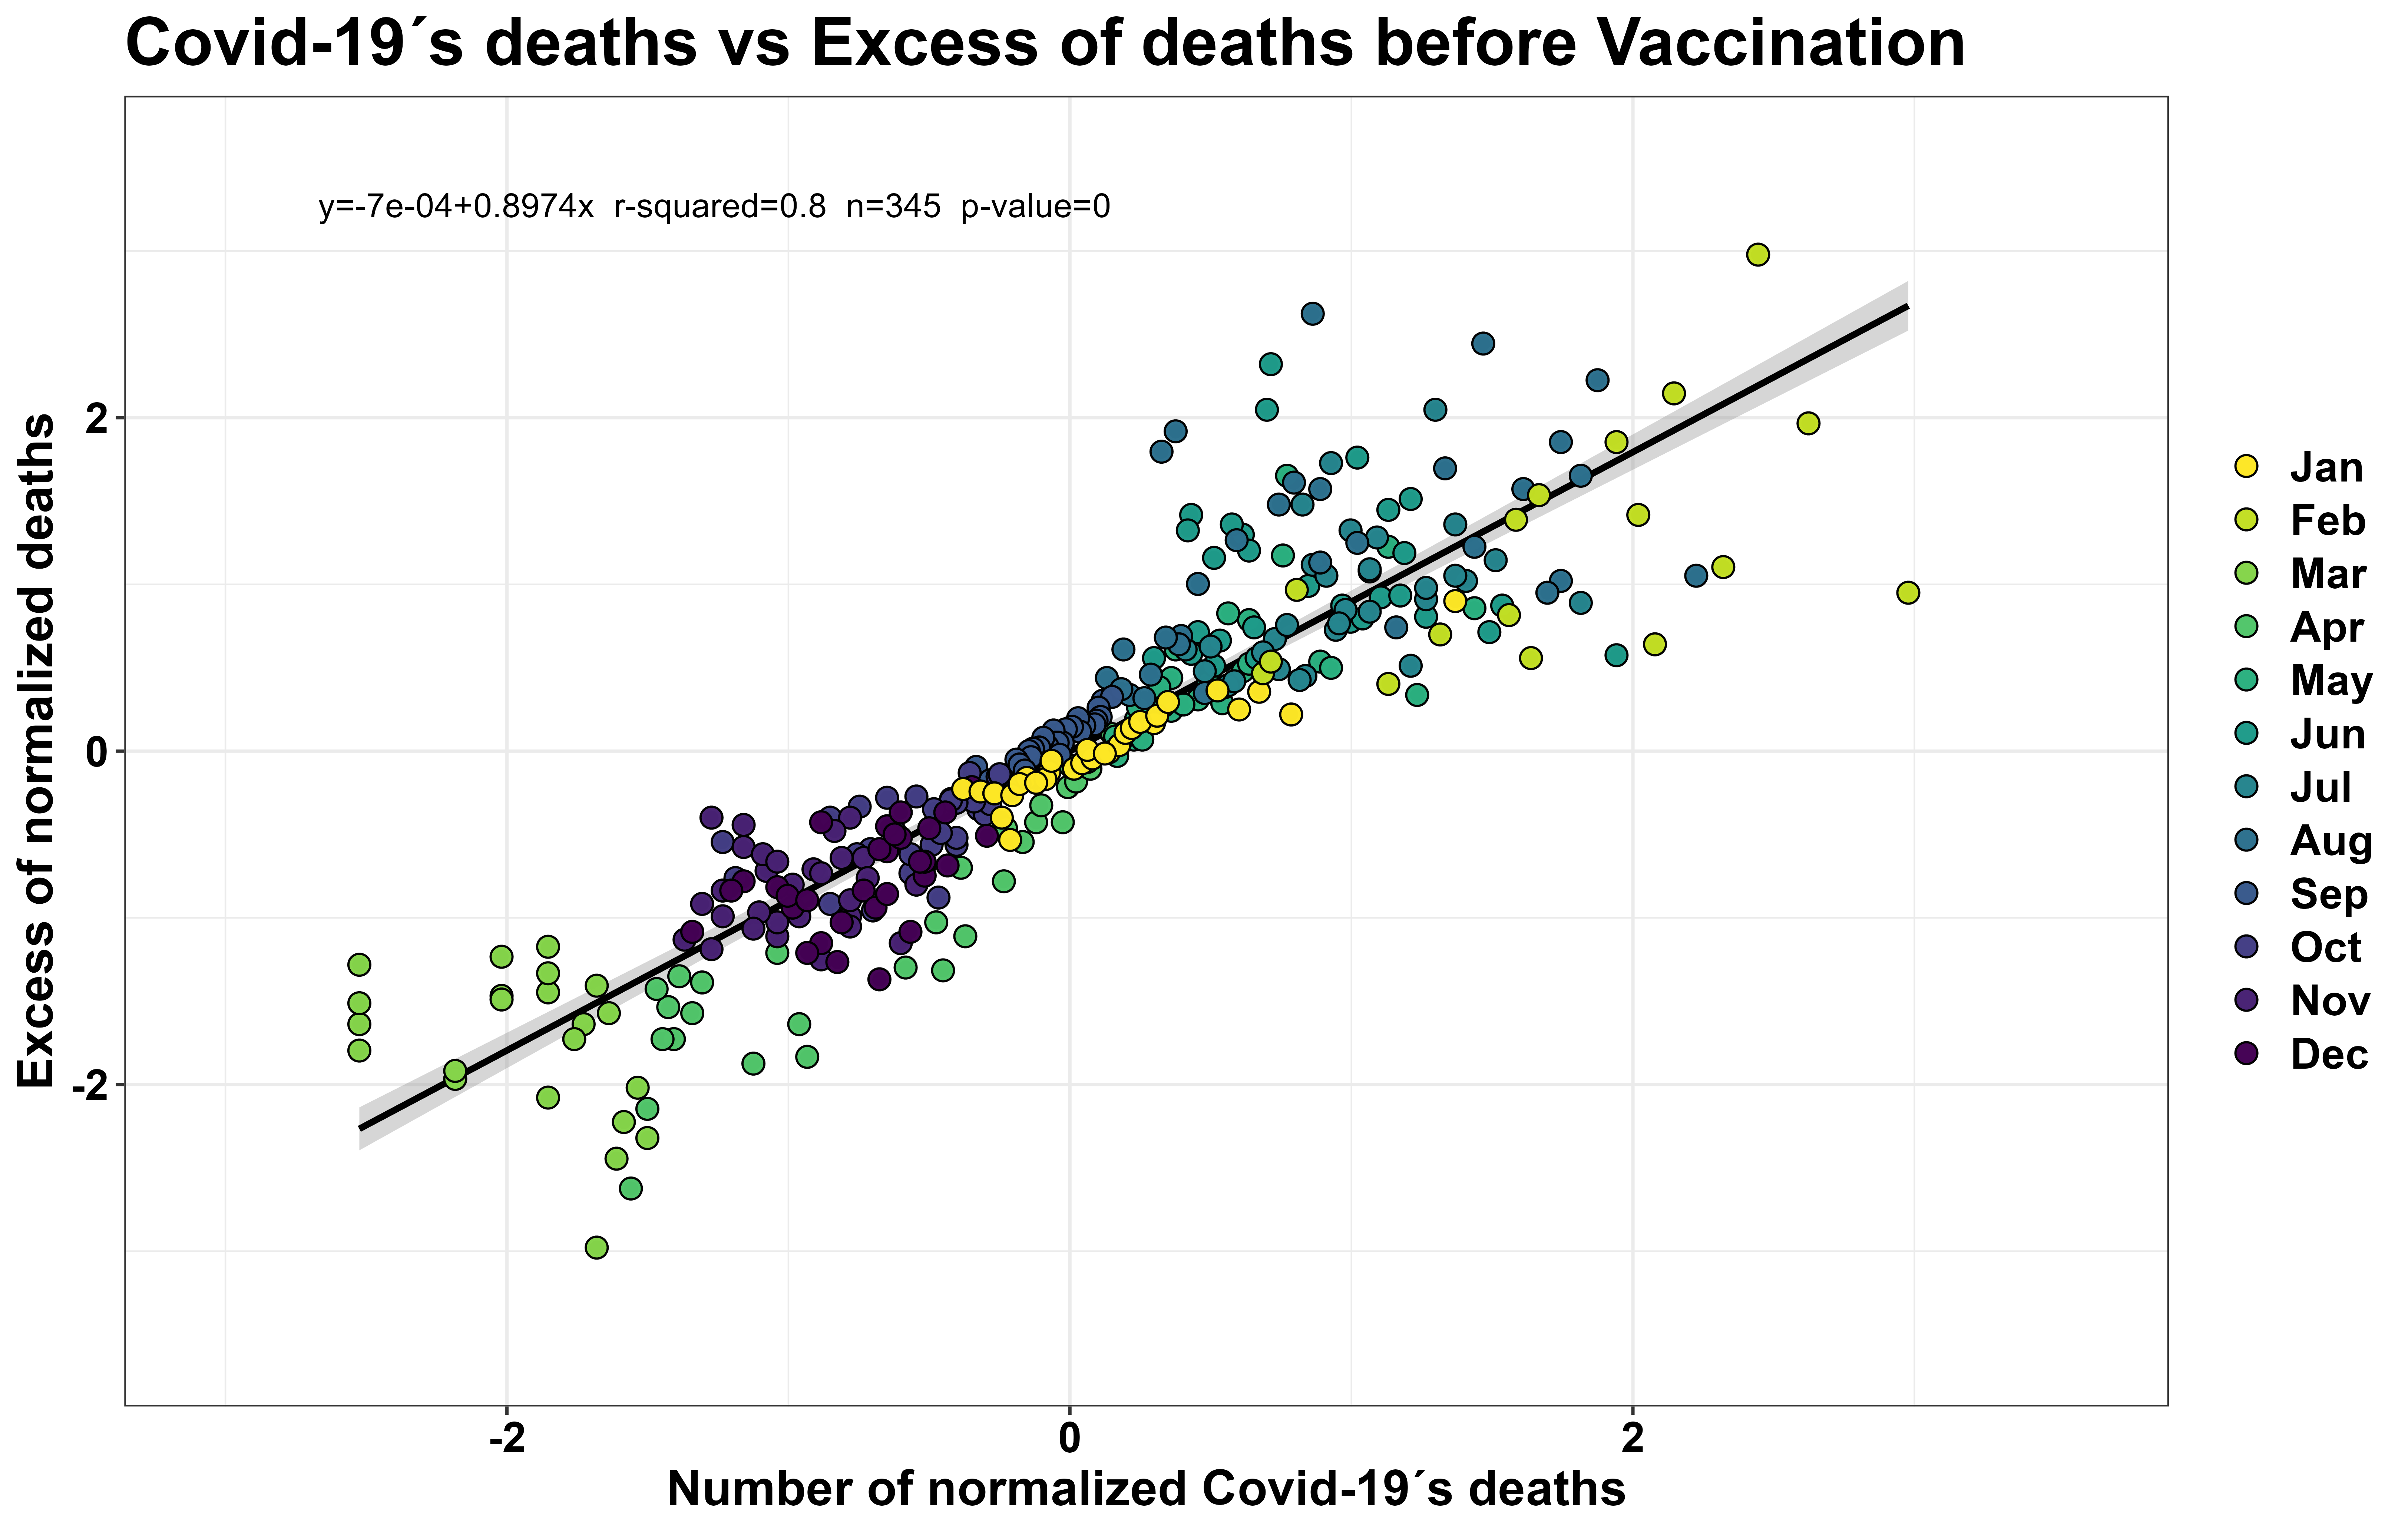 Covid-19´s deaths vs Excess of deaths before Vaccination
y=-7e-04+0.8974x r-squared=0.8 n=345 p-value=0
Excess of normalized deaths
2
0
-2
-2 0 2
Number of normalized Covid-19´s deaths
Jan
Feb
Mar
Apr
May
Jun
Jul
Aug
Sep
Oct
Nov
Dec